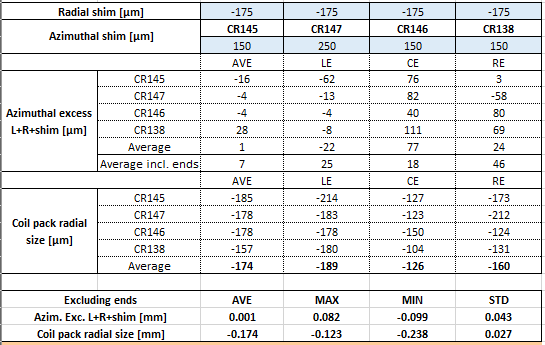 Radial shim [µm] -175 -175 -175 -175
Azimuthal shim [µm] CR145 CR147 CR146 CR138
150 250 150 150
AVE LE CE RE
Azimuthal excess L+R+shim [µm]
CR145 -16 -62 76 3
CR147 -4 -13 82 -58
CR146 -4 -4 40 80
CR138 28 -8 111 69
Average 1 -22 77 24
Average incl. ends 7 25 18 46
AVE LE CE RE
Coil pack radial size [µm]
CR145 -185 -214 -127 -173
CR147 -178 -183 -123 -212
CR146 -178 -178 -150 -124
CR138 -157 -180 -104 -131
Average -174 -189 -126 -160
Excluding ends AVE MAX MIN STD
Azim. Exc. L+R+shim [mm] 0.001 0.082 -0.099 0.043
Coil pack radial size [mm] -0.174 -0.123 -0.238 0.027